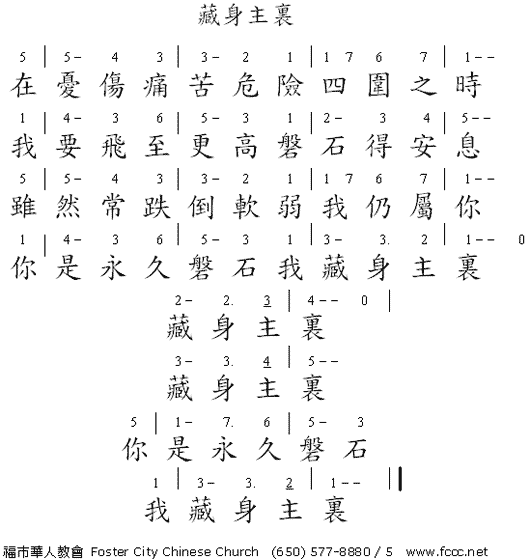 藏身主裏
5 | 5 - 4 3 | 3 - 2 1 | 1 7 6 7 | 1 - -
在憂傷痛苦危險四圍之時
1 | 4 - 3 6 | 5 - 3 1 | 2 - 3 4 | 5 - -
我要飛至更高磐石得安息
5 | 5 - 4 3 | 3 - 2 1 | 1 7 6 7 | 1 - -
雖然常跌倒軟弱我仍屬你
1 | 4 - 3 6 | 5 - 3 1 | 3 - 3. 2 | 1 - - 0
你是永久磐石我藏身主裏
2 - 2. 3 | 4 - - 0 |
藏身主裏
3 - 3. 4 | 5 - -
藏身主裏
5 | 1 - 7. 6 | 5 - 3
你是永久磐石
1 | 3 - 3. 2 | 1 - - ||
我藏身主裏
福市華人教會 Foster City Chinese Church (650) 577-8880 / 5 www.fccc.net